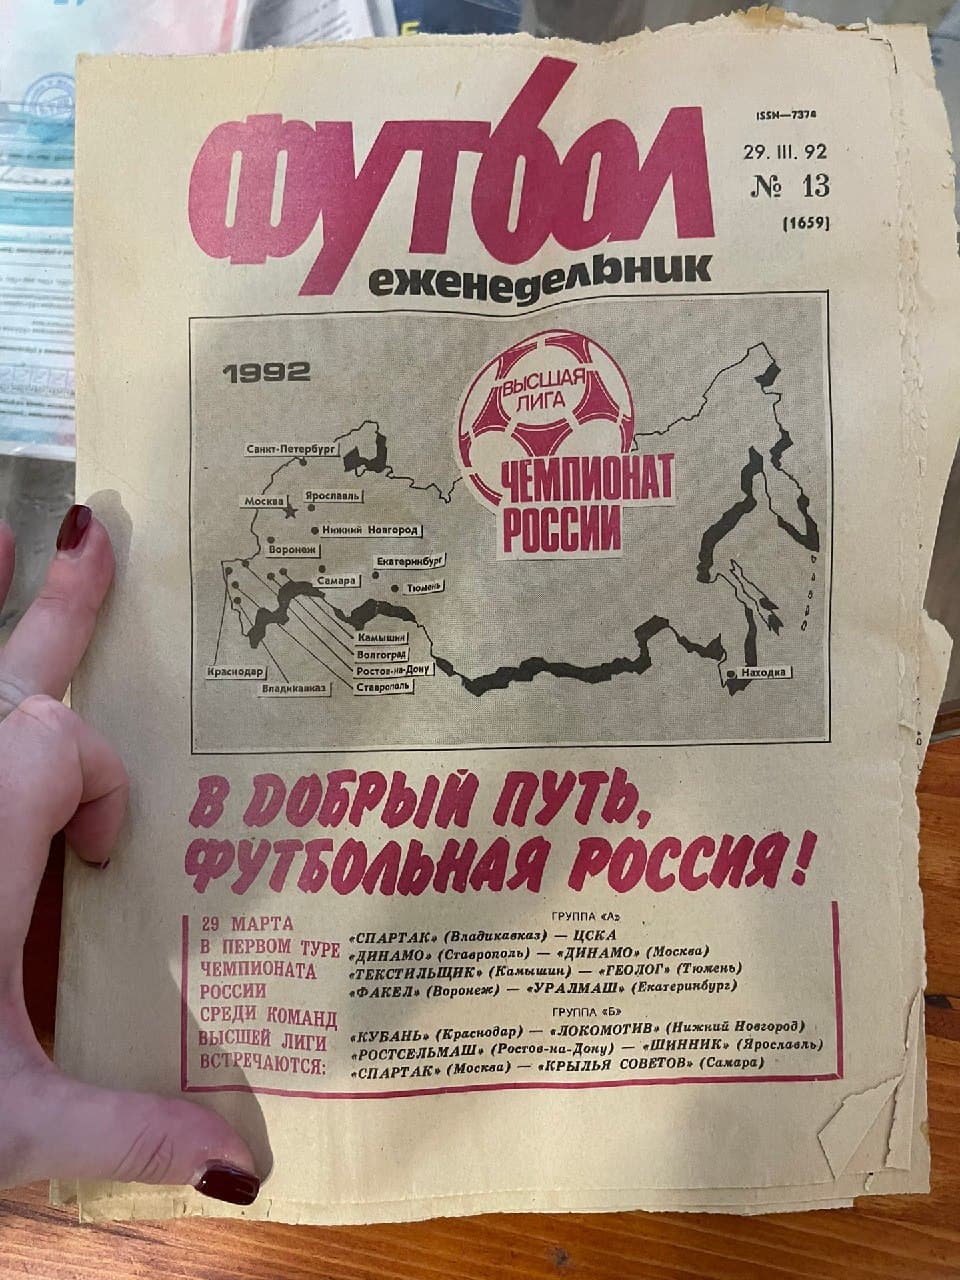 ФУТБОЛ
еженедельник
ISSN—7374
29. III. 92
№ 13
(1659)
1992
ВЫСШАЯ
ЛИГА
ЧЕМПИОНАТ
РОССИИ
Санкт-Петербург
Москва
Ярославль
Нижний Новгород
Воронеж
Екатеринбург
Самара
Тюмень
Камышин
Волгоград
Ростов-на-Дону
Ставрополь
Краснодар
Владикавказ
Находка
В ДОБРЫЙ ПУТЬ,
ФУТБОЛЬНАЯ РОССИЯ!
29 МАРТА
В ПЕРВОМ ТУРЕ
ЧЕМПИОНАТА
РОССИИ
СРЕДИ КОМАНД
ВЫСШЕЙ ЛИГИ
ВСТРЕЧАЮТСЯ:
ГРУППА «А»
«СПАРТАК» (Владикавказ) — ЦСКА
«ДИНАМО» (Ставрополь) — «ДИНАМО» (Москва)
«ТЕКСТИЛЬЩИК» (Камышин) — «ГЕОЛОГ» (Тюмень)
«ФАКЕЛ» (Воронеж) — «УРАЛМАШ» (Екатеринбург)
ГРУППА «Б»
«КУБАНЬ» (Краснодар) — «ЛОКОМОТИВ» (Нижний Новгород)
«РОСТСЕЛЬМАШ» (Ростов-на-Дону) — «ШИННИК» (Ярославль)
«СПАРТАК» (Москва) — «КРЫЛЬЯ СОВЕТОВ» (Самара)